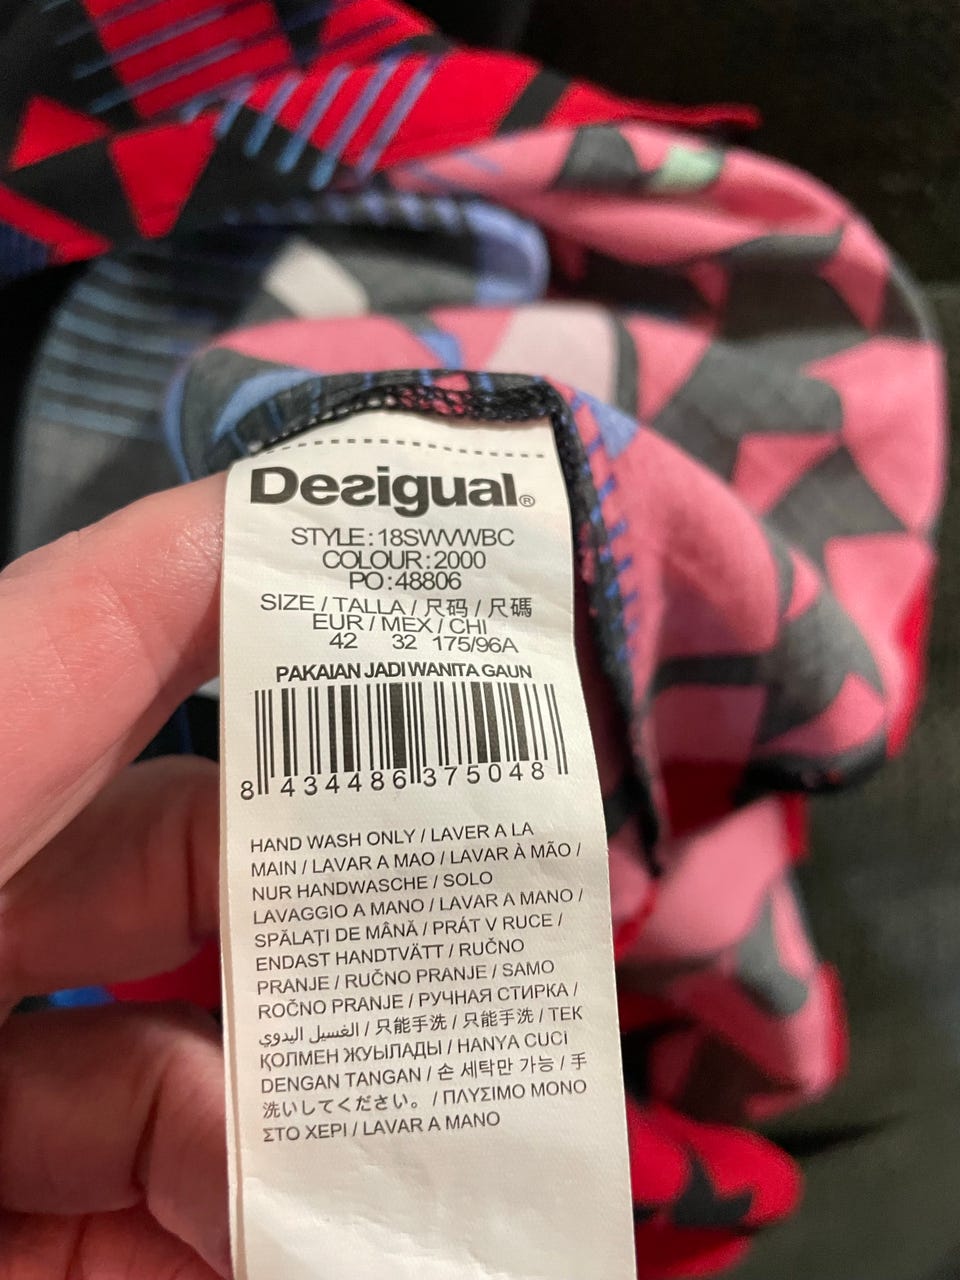 Desigual®
STYLE : 18SWVWBC
COLOUR : 2000
PO : 48806
SIZE / TALLA / 尺码 / 尺碼
EUR / MEX / CHI
42 32 175/96A
PAKAIAN JADI WANITA GAUN
8 434486 375048
HAND WASH ONLY / LAVER A LA
MAIN / LAVAR A MAO / LAVAR À MÃO /
NUR HANDWASCHE / SOLO
LAVAGGIO A MANO / LAVAR A MANO /
SPĂLAȚI DE MÂNĂ / PRÁT V RUCE /
ENDAST HANDTVÄTT / RUČNO
PRANJE / RUČNO PRANJE / SAMO
ROČNO PRANJE / РУЧНАЯ СТИРКА /
الغسيل اليدوي / 只能手洗 / 只能手洗 / ТЕК
ҚОЛМЕН ЖУЫЛАДЫ / HANYA CUCI
DENGAN TANGAN / 손 세탁만 가능 / 手
洗いしてください。 / ΠΛΥΣΙΜΟ ΜΟΝΟ
ΣΤΟ ΧΕΡΙ / LAVAR A MANO